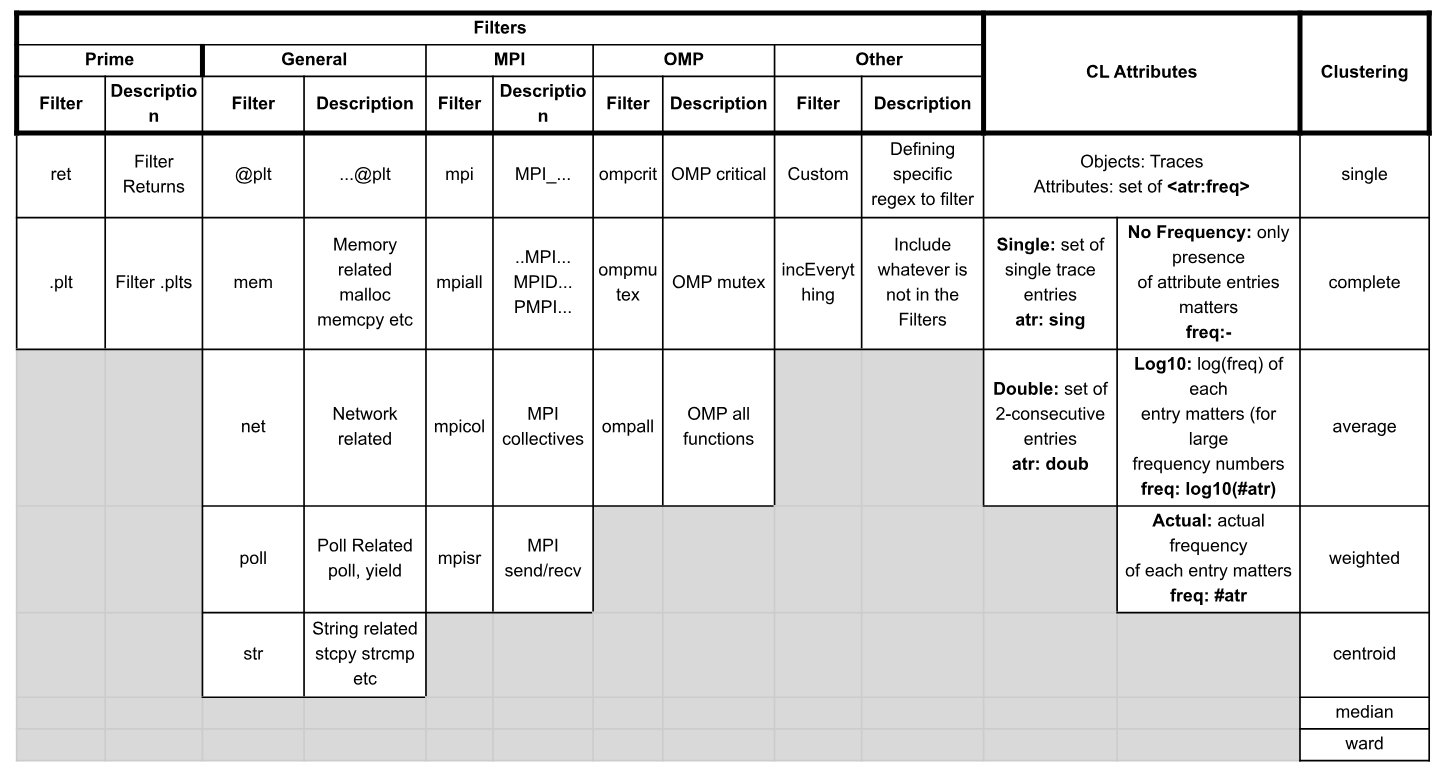 Filters
CL Attributes
Clustering
Prime
General
MPI
OMP
Other
Filter
Descriptio
n
Filter
Description
Filter
Descriptio
n
Filter
Description
Filter
Description
ret
Filter
Returns
@plt
...@plt
mpi
MPI_...
ompcrit
OMP critical
Custom
Defining
specific
regex to filter
Objects: Traces
Attributes: set of <atr:freq>
single
.plt
Filter .plts
mem
Memory
related
malloc
memcpy etc
mpiall
..MPI...
MPID...
PMPI...
ompmu
tex
OMP mutex
incEveryt
hing
Include
whatever is
not in the
Filters
Single: set of
single trace
entries
atr: sing
No Frequency: only
presence
of attribute entries
matters
freq:-
complete
net
Network
related
mpicol
MPI
collectives
ompall
OMP all
functions
Double: set of
2-consecutive
entries
atr: doub
Log10: log(freq) of
each
entry matters (for
large
frequency numbers
freq: log10(#atr)
average
poll
Poll Related
poll, yield
mpisr
MPI
send/recv
Actual: actual
frequency
of each entry matters
freq: #atr
weighted
str
String related
stcpy strcmp
etc
centroid
median
ward